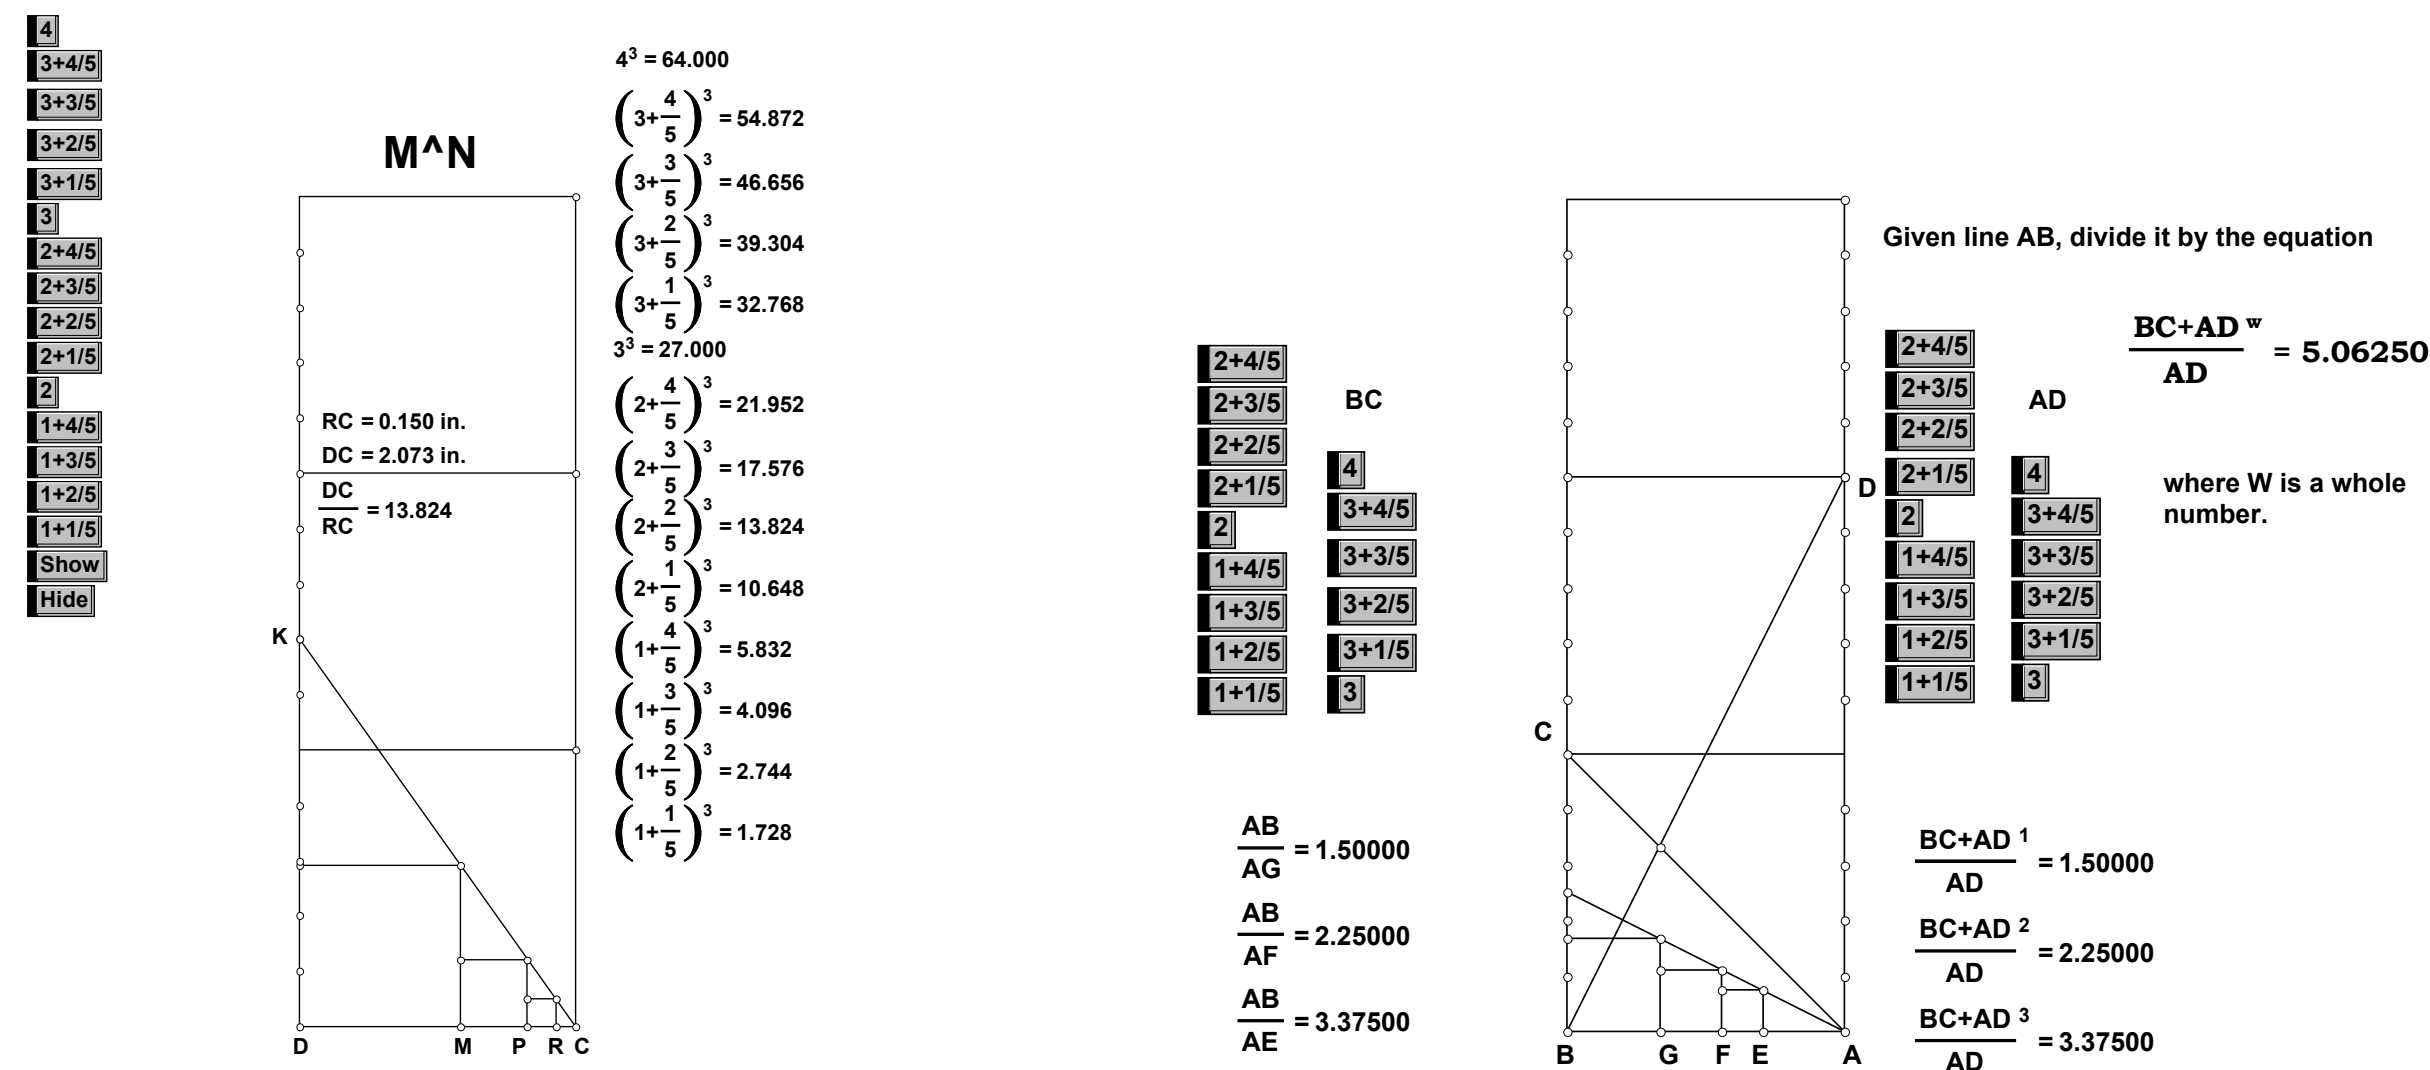 4
3+4/5
3+3/5
3+2/5
3+1/5
3
2+4/5
2+3/5
2+2/5
2+1/5
2
1+4/5
1+3/5
1+2/5
1+1/5
Show
Hide
M^N
RC = 0.150 in.
DC = 2.073 in.
DC/RC = 13.824
K
D M P R C
4³ = 64.000
(3+4/5)³ = 54.872
(3+3/5)³ = 46.656
(3+2/5)³ = 39.304
(3+1/5)³ = 32.768
3³ = 27.000
(2+4/5)³ = 21.952
(2+3/5)³ = 17.576
(2+2/5)³ = 13.824
(2+1/5)³ = 10.648
(1+4/5)³ = 5.832
(1+3/5)³ = 4.096
(1+2/5)³ = 2.744
(1+1/5)³ = 1.728
2+4/5
2+3/5
2+2/5
2+1/5
2
1+4/5
1+3/5
1+2/5
1+1/5
BC
4
3+4/5
3+3/5
3+2/5
3+1/5
3
AB/AG = 1.50000
AB/AF = 2.25000
AB/AE = 3.37500
C
D
B G F E A
Given line AB, divide it by the equation
BC+AD/AD ^w = 5.06250
where W is a whole
number.
2+4/5
2+3/5
2+2/5
2+1/5
2
1+4/5
1+3/5
1+2/5
1+1/5
AD
4
3+4/5
3+3/5
3+2/5
3+1/5
3
BC+AD/AD ¹ = 1.50000
BC+AD/AD ² = 2.25000
BC+AD/AD ³ = 3.37500